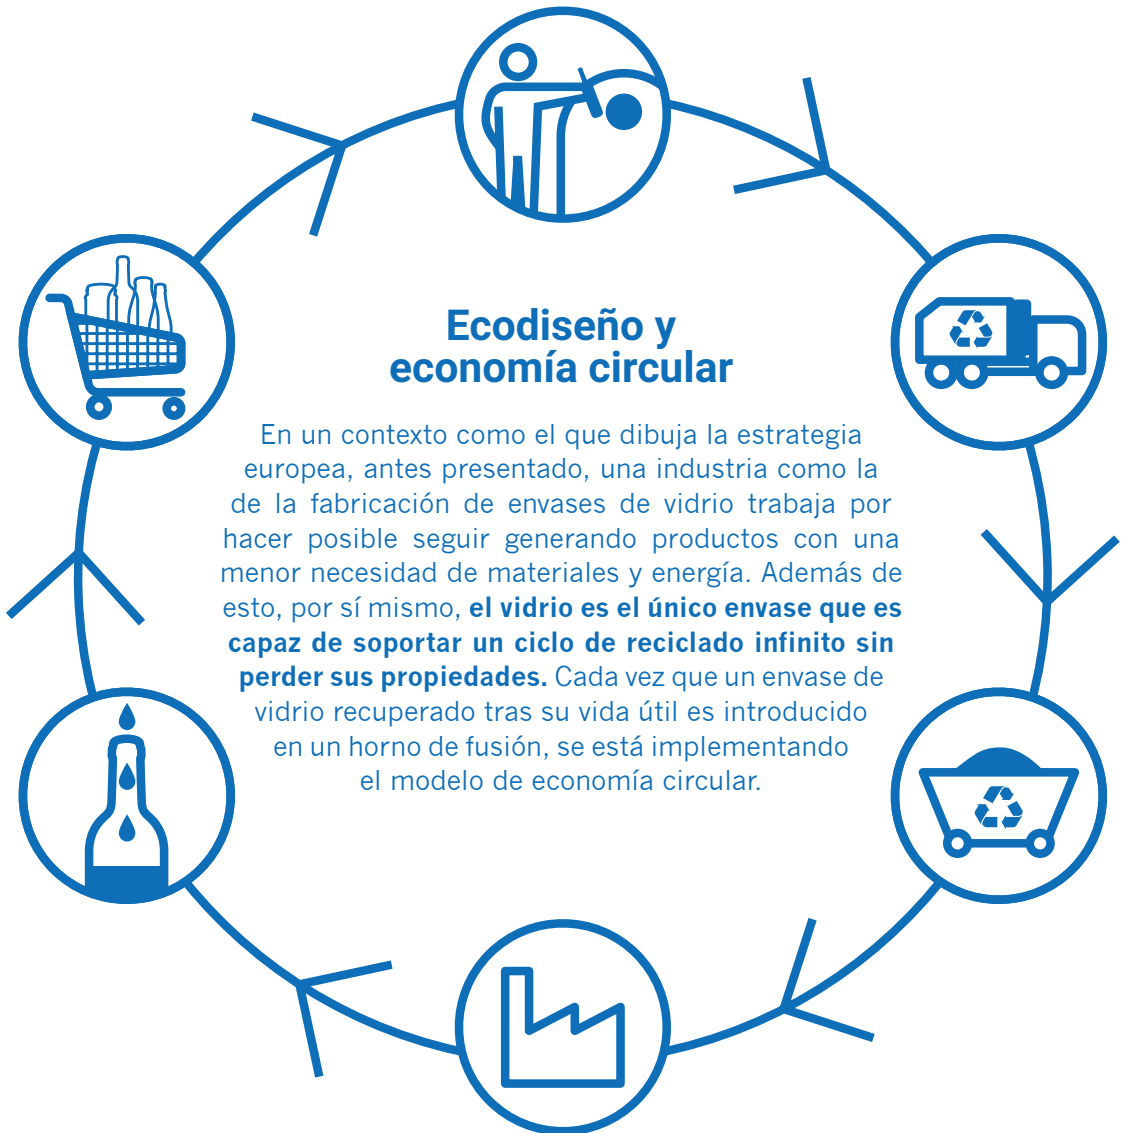 Ecodiseño y
economía circular
En un contexto como el que dibuja la estrategia
europea, antes presentado, una industria como la
de la fabricación de envases de vidrio trabaja por
hacer posible seguir generando productos con una
menor necesidad de materiales y energía. Además de
esto, por sí mismo, el vidrio es el único envase que es
capaz de soportar un ciclo de reciclado infinito sin
perder sus propiedades. Cada vez que un envase de
vidrio recuperado tras su vida útil es introducido
en un horno de fusión, se está implementando
el modelo de economía circular.